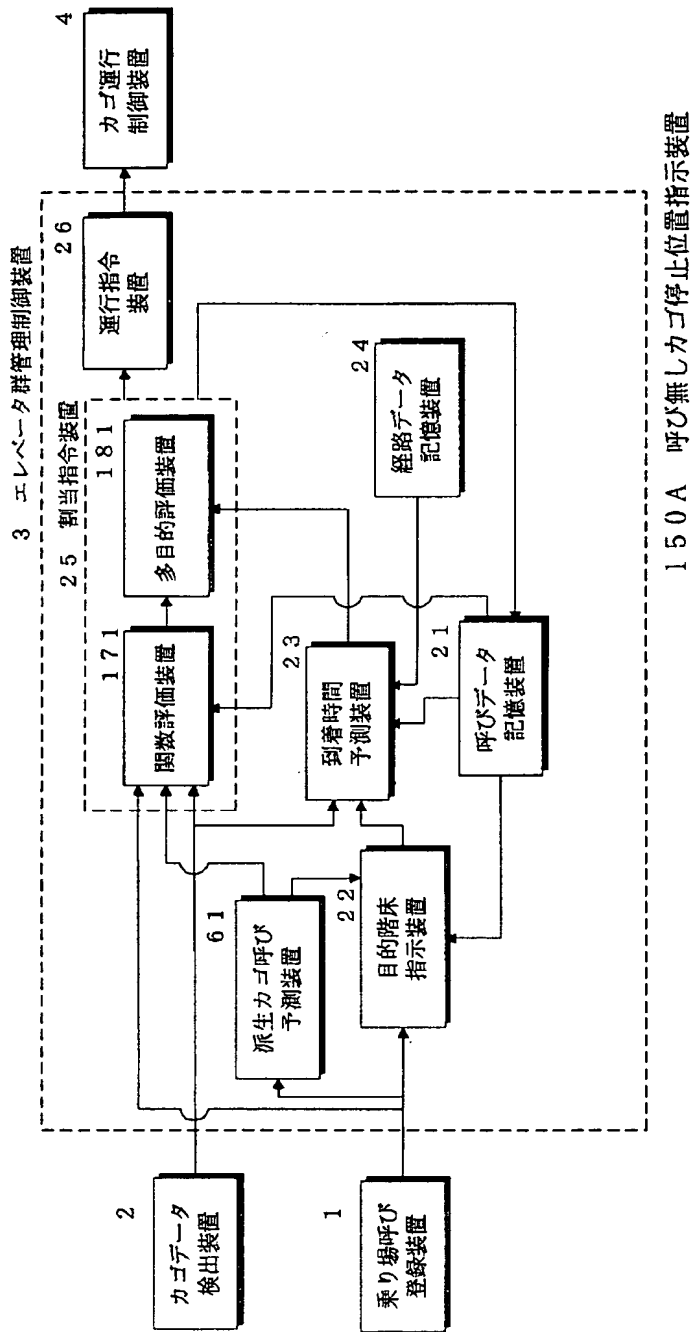 3 エレベータ群管理制御装置
25 割当指令装置
2
カゴデータ
検出装置
1
乗り場呼び
登録装置
171
関数評価装置
181
多目的評価装置
26
運行指令
装置
4
カゴ運行
制御装置
61
派生カゴ呼び
予測装置
22
目的階床
指示装置
23
到着時間
予測装置
24
経路データ
記憶装置
21
呼びデータ
記憶装置
150A 呼び無しカゴ停止位置指示装置